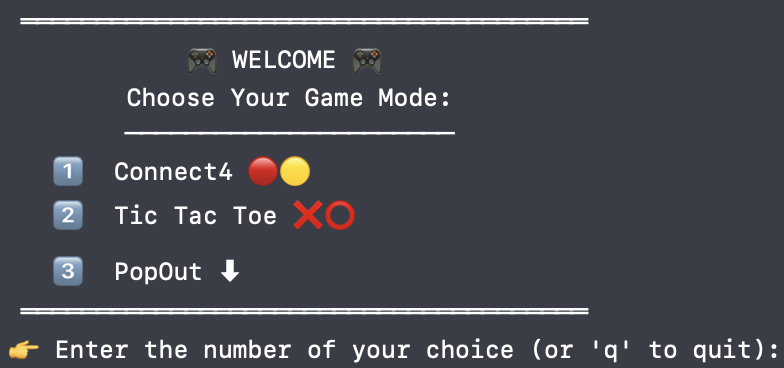 🎮 WELCOME 🎮
Choose Your Game Mode:
1️⃣ Connect4 🔴🟡
2️⃣ Tic Tac Toe ❌⭕
3️⃣ PopOut ⬇
👉 Enter the number of your choice (or 'q' to quit):